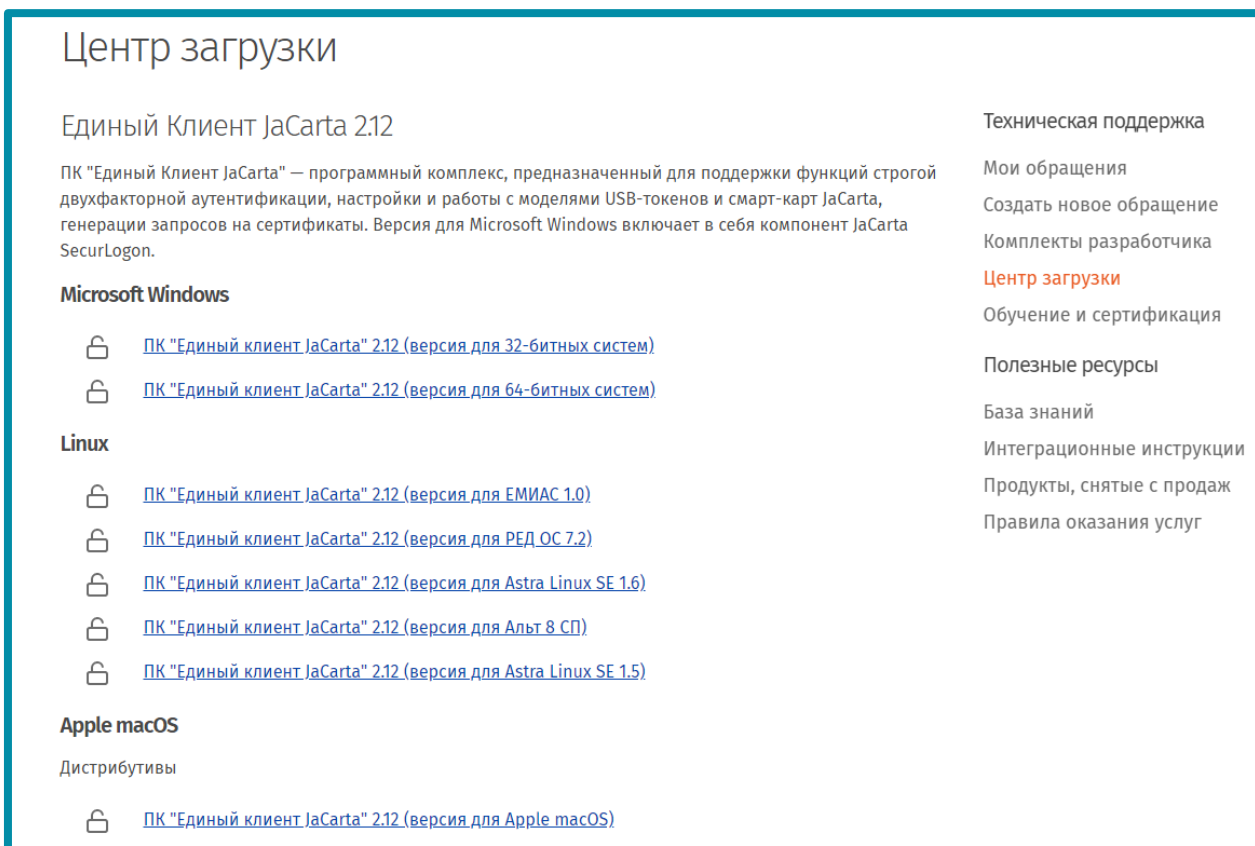 Центр загрузки
Единый Клиент JaCarta 2.12
ПК "Единый Клиент JaCarta" — программный комплекс, предназначенный для поддержки функций строгой
двухфакторной аутентификации, настройки и работы с моделями USB-токенов и смарт-карт JaCarta,
генерации запросов на сертификаты. Версия для Microsoft Windows включает в себя компонент JaCarta
SecurLogon.
Microsoft Windows
ПК "Единый клиент JaCarta" 2.12 (версия для 32-битных систем)
ПК "Единый клиент JaCarta" 2.12 (версия для 64-битных систем)
Linux
ПК "Единый клиент JaCarta" 2.12 (версия для ЕМИАС 1.0)
ПК "Единый клиент JaCarta" 2.12 (версия для РЕД ОС 7.2)
ПК "Единый клиент JaCarta" 2.12 (версия для Astra Linux SE 1.6)
ПК "Единый клиент JaCarta" 2.12 (версия для Альт 8 СП)
ПК "Единый клиент JaCarta" 2.12 (версия для Astra Linux SE 1.5)
Apple macOS
Дистрибутивы
ПК "Единый клиент JaCarta" 2.12 (версия для Apple macOS)
Техническая поддержка
Мои обращения
Создать новое обращение
Комплекты разработчика
Центр загрузки
Обучение и сертификация
Полезные ресурсы
База знаний
Интеграционные инструкции
Продукты, снятые с продаж
Правила оказания услуг